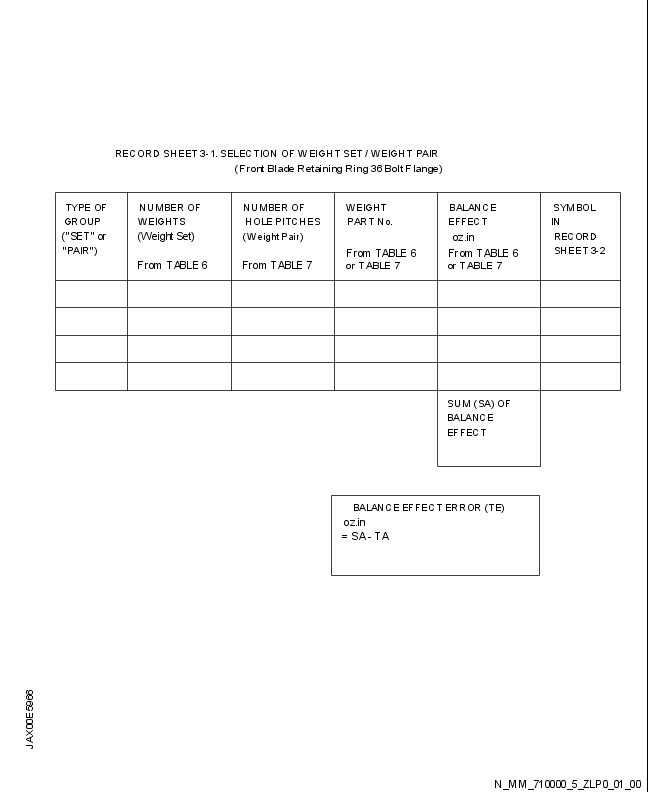 RECORD SHEET 3-1. SELECTION OF WEIGHT SET / WEIGHT PAIR
(Front Blade Retaining Ring 36 Bolt Flange)
TYPE OF
GROUP
("SET" or
"PAIR")
NUMBER OF
WEIGHTS
(Weight Set)
From TABLE 6
NUMBER OF
HOLE PITCHES
(Weight Pair)
From TABLE 7
WEIGHT
PART No.
From TABLE 6
or TABLE 7
BALANCE
EFFECT
oz.in
From TABLE 6
or TABLE 7
SYMBOL
IN
RECORD
SHEET 3-2
SUM (SA) OF
BALANCE
EFFECT
BALANCE EFFECT ERROR (TE)
oz.in
= SA - TA
JAX00E5966
N_MM_710000_5_ZLP0_01_00